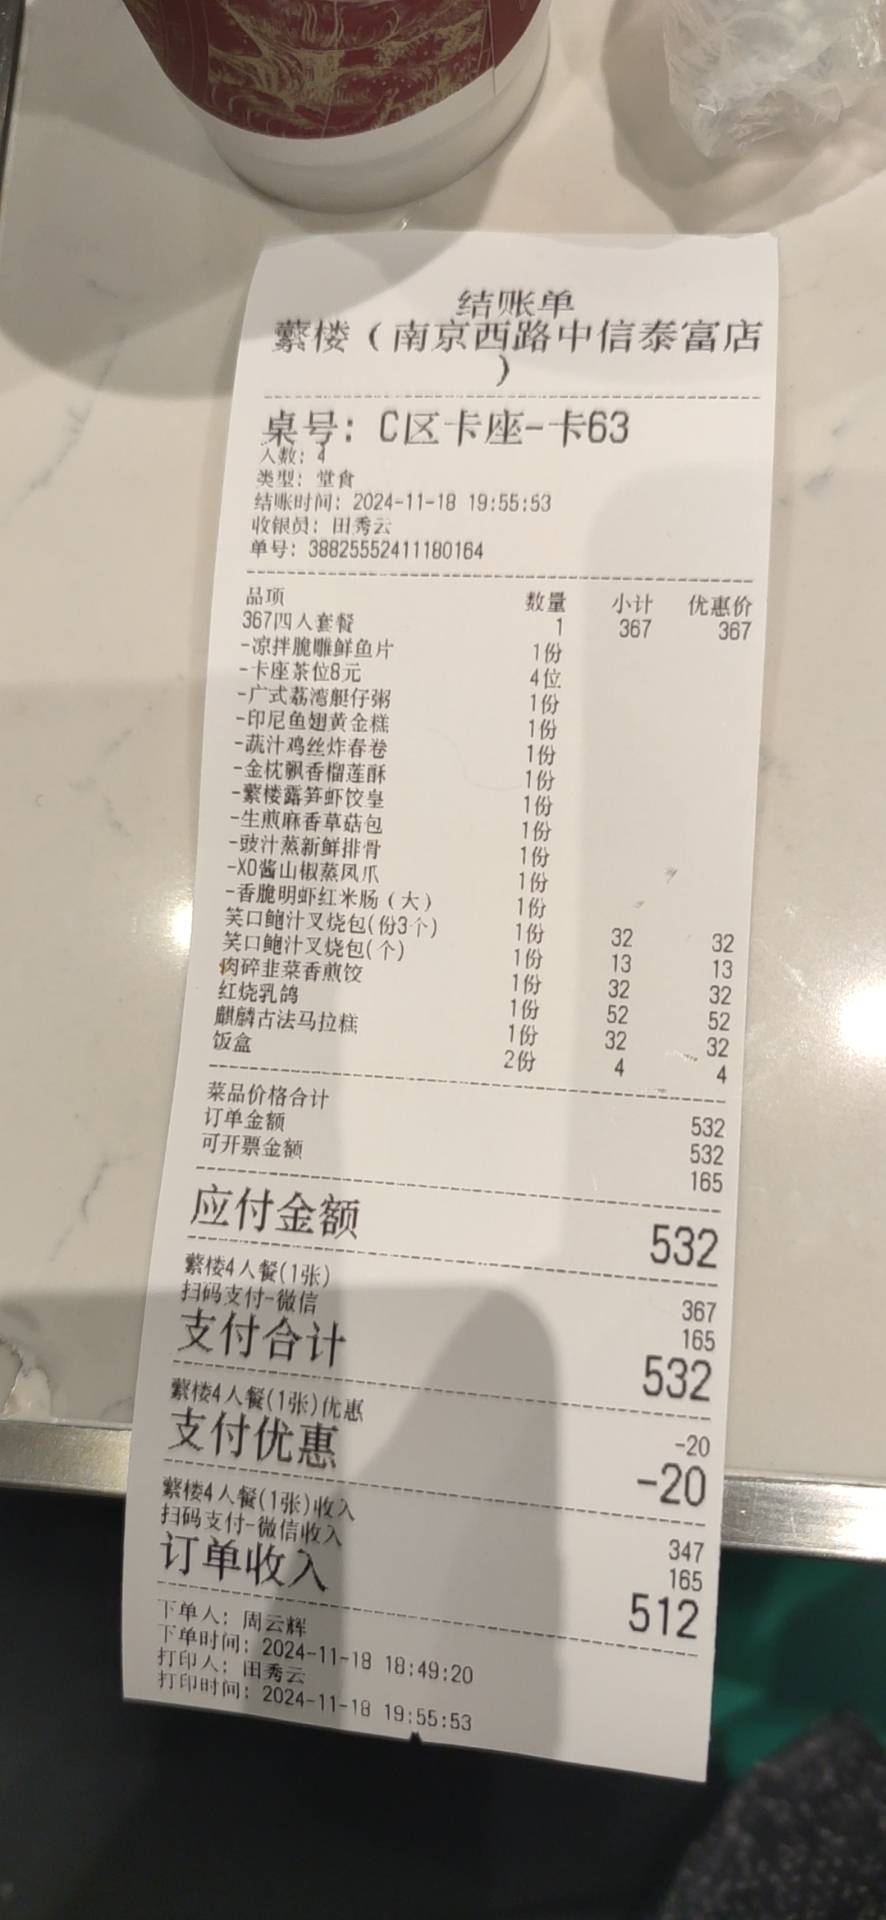 结账单
蘩楼（南京西路中信泰富店
）
桌号: C区卡座-卡63
人数: 4
类型: 堂食
结账时间: 2024-11-18 19:55:53
收银员: 田秀云
单号: 38825552411180164
品项 数量 小计 优惠价
367四人套餐 1 367 367
-凉拌脆雕鲜鱼片 1份
-卡座茶位8元 4位
-广式荔湾艇仔粥 1份
-印尼鱼翅黄金糕 1份
-蔬汁鸡丝炸春卷 1份
-金枕飘香榴莲酥 1份
-蘩楼露笋虾饺皇 1份
-生煎麻香草菇包 1份
-豉汁蒸新鲜排骨 1份
-XO酱山椒蒸凤爪 1份
-香脆明虾红米肠（大） 1份
笑口鲍汁叉烧包(份3个) 1份 32 32
笑口鲍汁叉烧包(个) 1份 13 13
肉碎韭菜香煎饺 1份 32 32
红烧乳鸽 1份 52 52
麒麟古法马拉糕 1份 32 32
饭盒 2份 4 4
菜品价格合计 532
订单金额 532
可开票金额 165
应付金额 532
蘩楼4人餐(1张) 367
扫码支付-微信 165
支付合计 532
蘩楼4人餐(1张)优惠 -20
支付优惠 -20
蘩楼4人餐(1张)收入 347
扫码支付-微信收入 165
订单收入 512
下单人: 周云辉
下单时间: 2024-11-18 18:49:20
打印人: 田秀云
打印时间: 2024-11-18 19:55:53